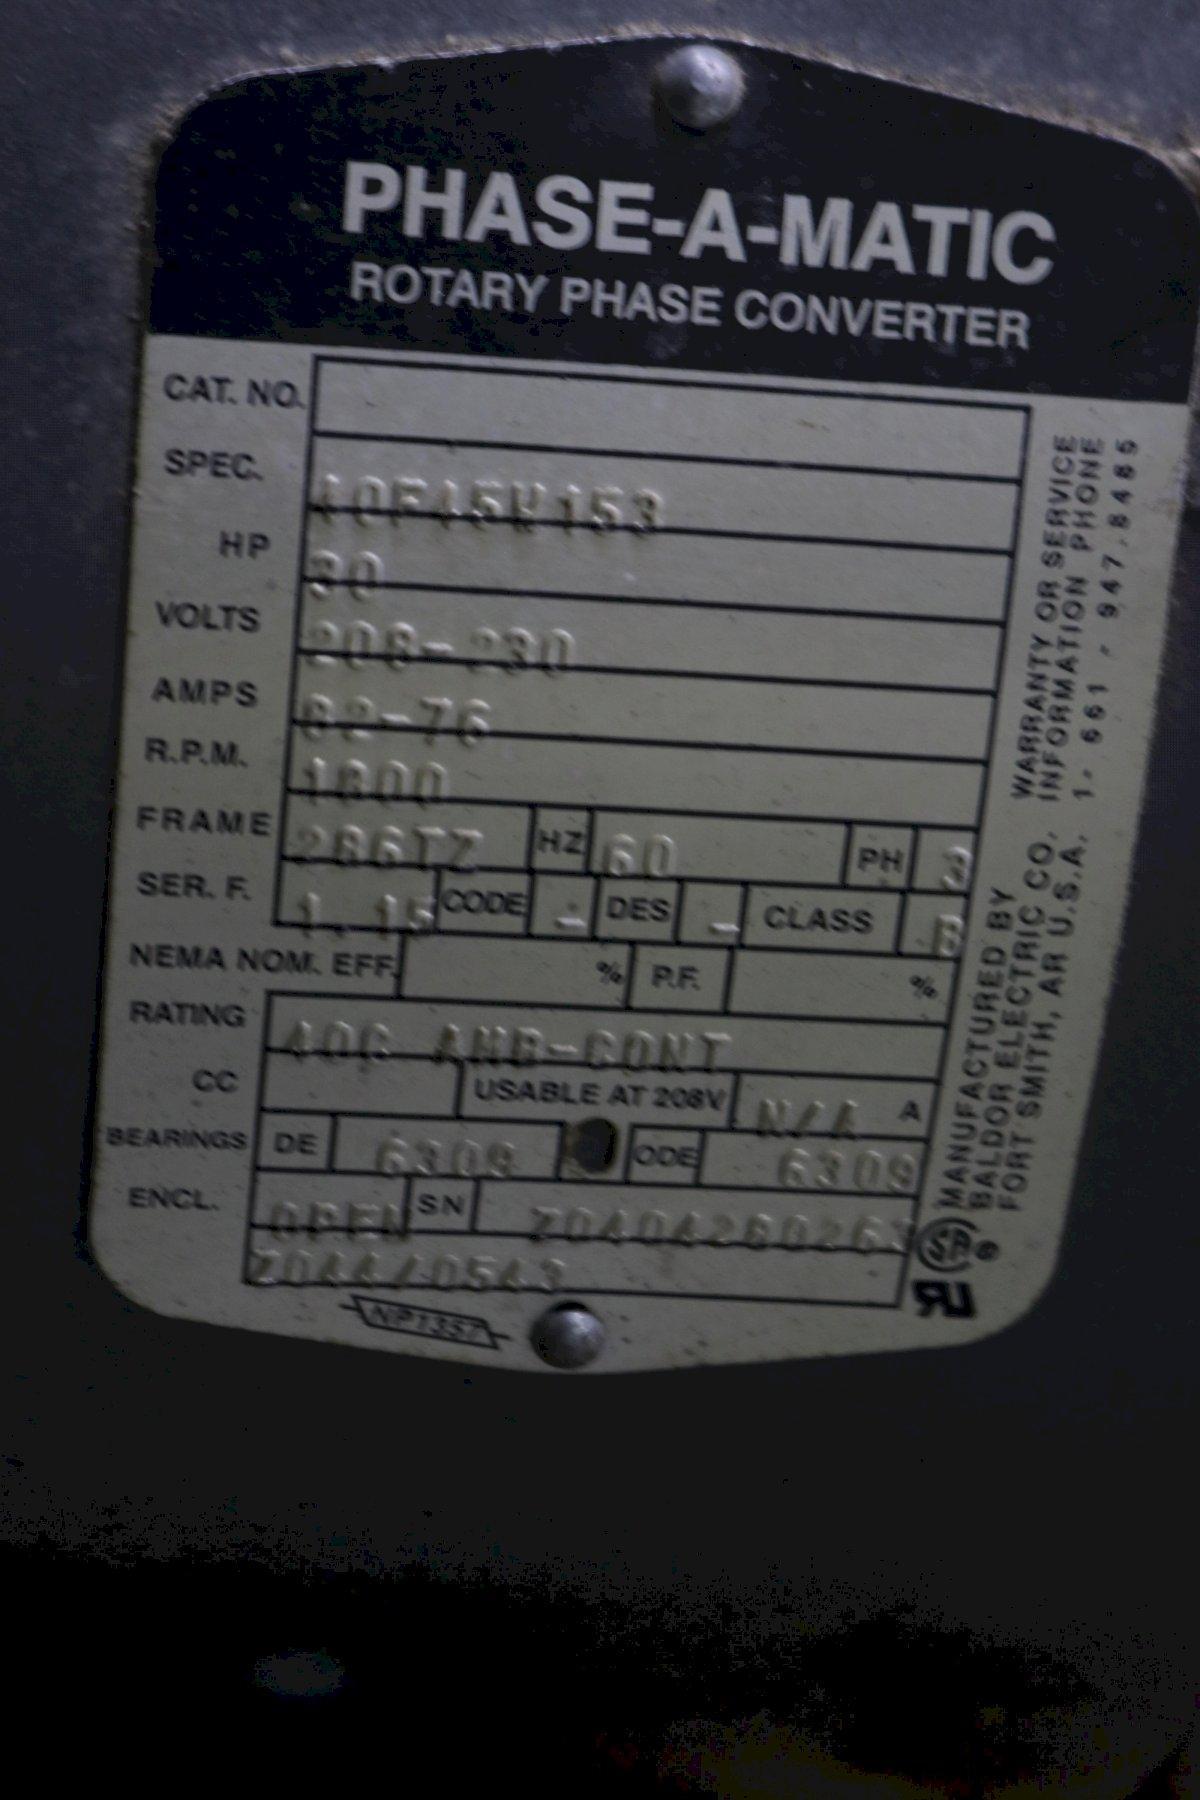 PHASE-A-MATIC
ROTARY PHASE CONVERTER
CAT. NO.
SPEC. 40F45W153
HP 30
VOLTS 208-230
AMPS 82-76
R.P.M. 1800
FRAME 286TZ HZ 60 PH 3
SER. F. 1.15 CODE - DES - CLASS B
NEMA NOM. EFF. % P.F. %
RATING 40C AMB-CONT
CC USABLE AT 208V N/A A
BEARINGS DE 6309 ODE 6309
ENCL. OPEN SN Z0404280263
NP1357
WARRANTY OR SERVICE
INFORMATION PHONE
1-661-947-8485
MANUFACTURED BY
BALDOR ELECTRIC CO.
FORT SMITH, AR U.S.A.